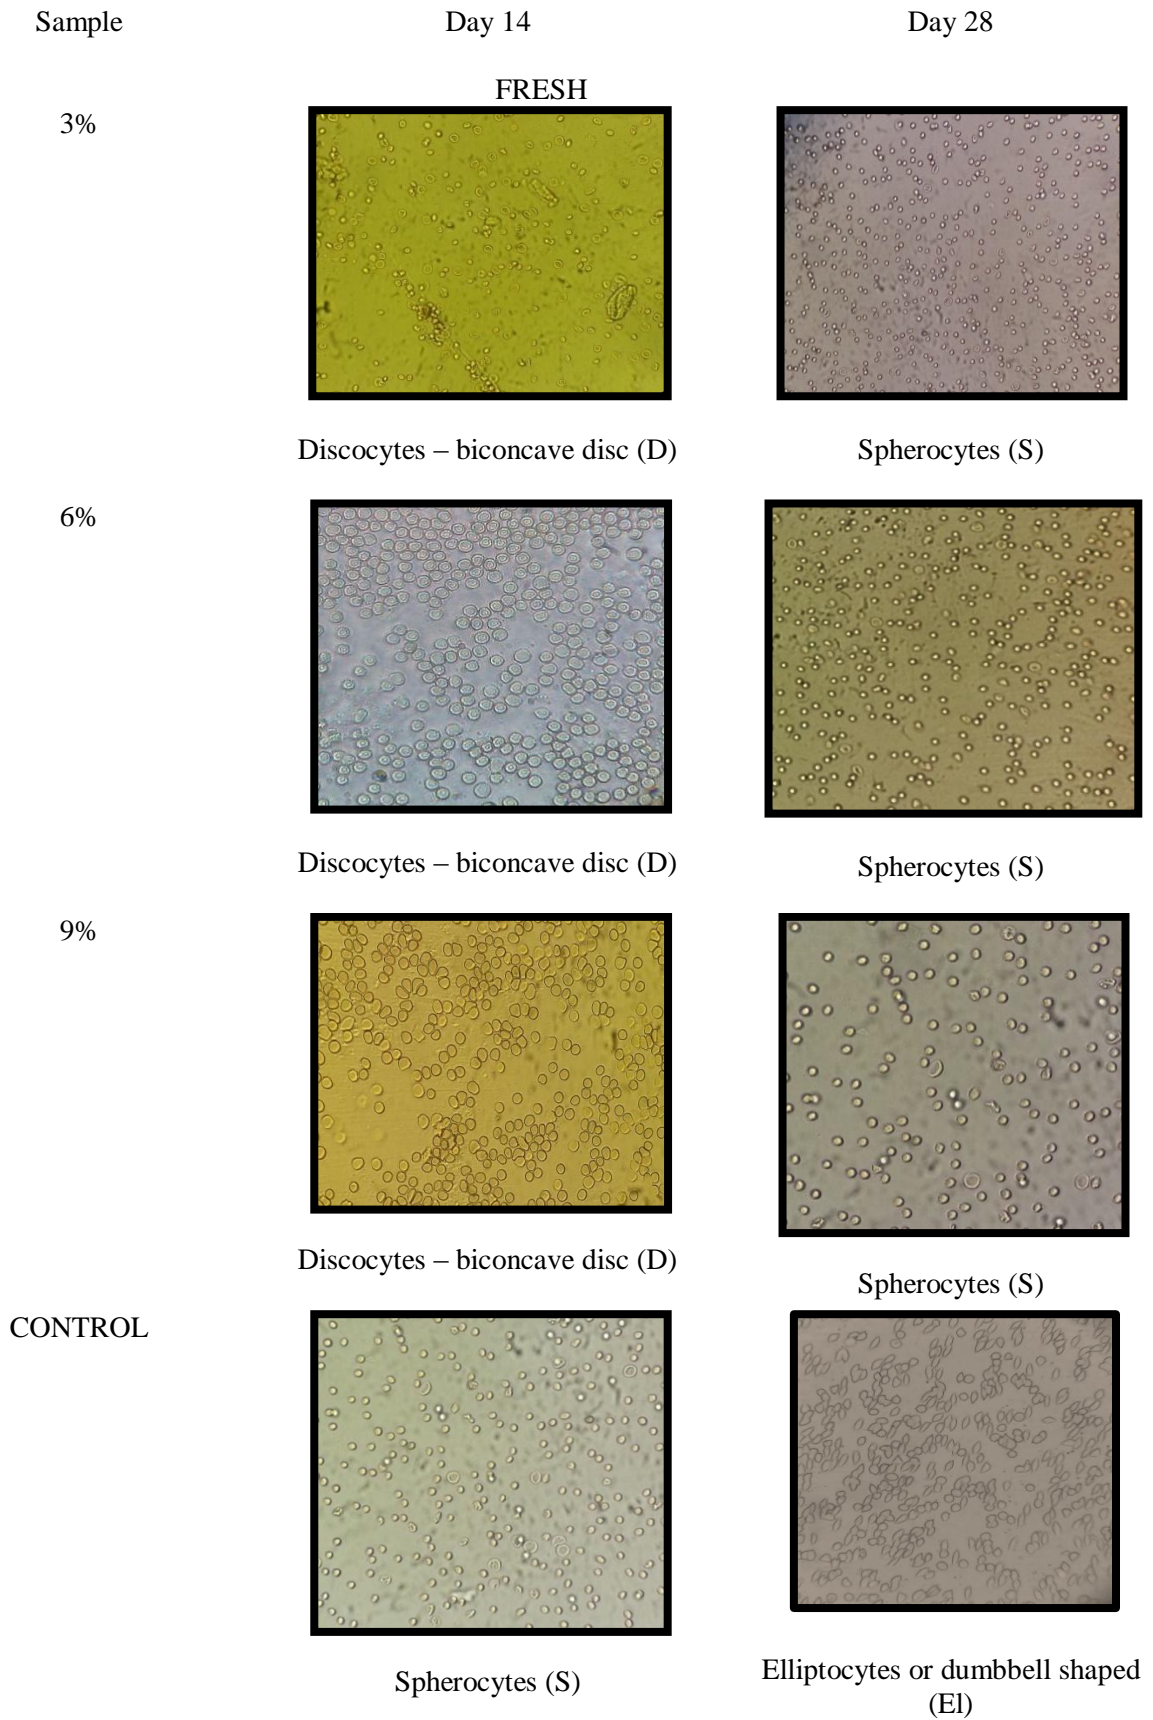 Sample Day 14 Day 28
FRESH
3%
Discocytes – biconcave disc (D) Spherocytes (S)
6%
Discocytes – biconcave disc (D) Spherocytes (S)
9%
Discocytes – biconcave disc (D) Spherocytes (S)
CONTROL
Spherocytes (S) Elliptocytes or dumbbell shaped
(El)